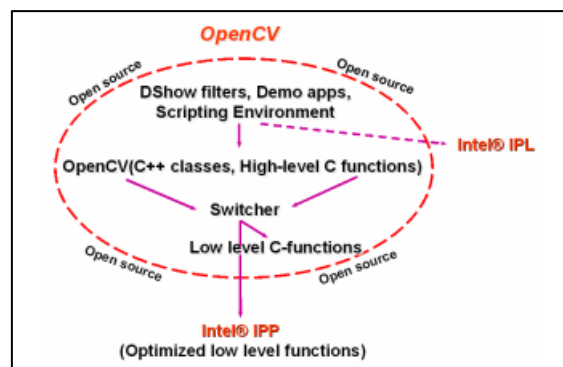 OpenCV
Open source
Open source
DShow filters, Demo apps,
Scripting Environment
Intel® IPL
OpenCV(C++ classes, High-level C functions)
Switcher
Low level C-functions
Open source
Open source
Intel® IPP
(Optimized low level functions)